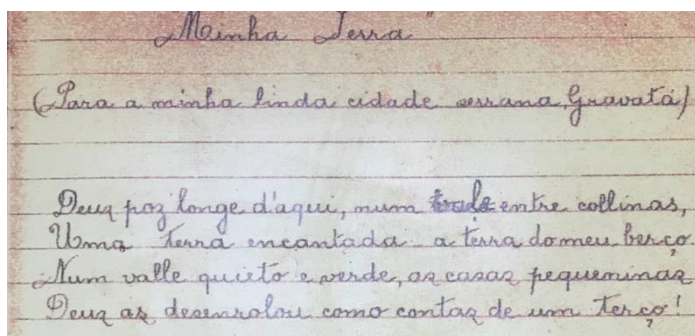 "Minha Terra"
(Para a minha linda cidade serrana, Gravatá)
Deus poz longe d'aqui, num valle entre collinas,
Uma terra encantada a terra do meu berço.
Num valle quieto e verde, as casas pequeninas
Deus as desenrolou como contas de um terço!